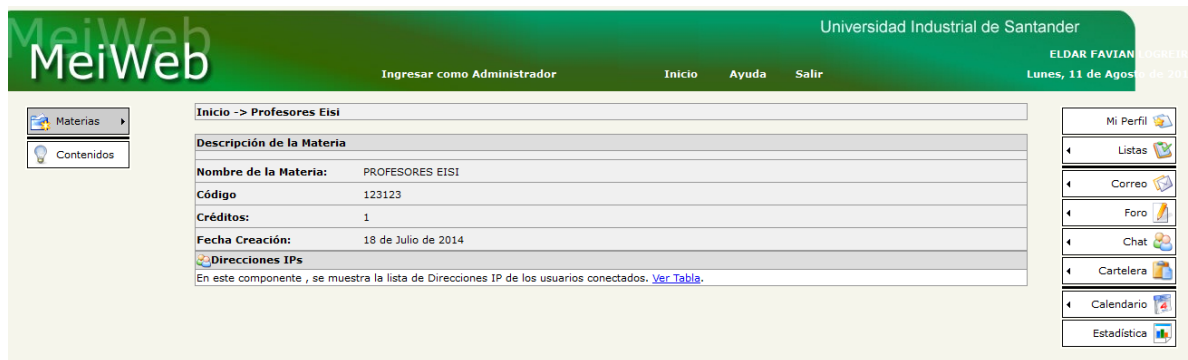 MeiWeb
MeiWeb
Universidad Industrial de Santander
ELDAR FAVIAN
Ingresar como Administrador Inicio Ayuda Salir
Lunes, 11 de Agosto de 201
Materias
Contenidos
Inicio -> Profesores Eisi
Descripción de la Materia
Nombre de la Materia: PROFESORES EISI
Código 123123
Créditos: 1
Fecha Creación: 18 de Julio de 2014
Direcciones IPs
En este componente , se muestra la lista de Direcciones IP de los usuarios conectados. Ver Tabla.
Mi Perfil
Listas
Correo
Foro
Chat
Cartelera
Calendario
Estadística